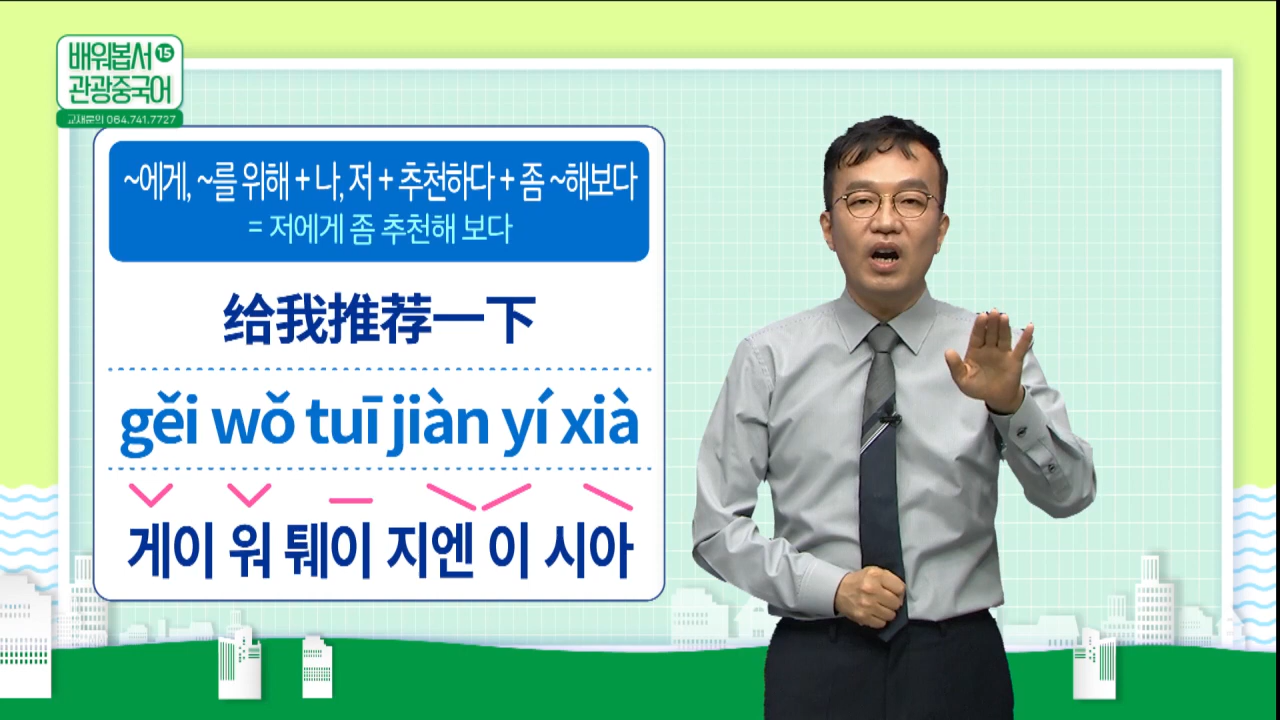 배워봅서 15
관광중국어
교재문의 064.741.7727
~에게, ~를 위해 + 나, 저 + 추천하다 + 좀 ~해보다
= 저에게 좀 추천해 보다
给我推荐一下
gěi wǒ tuī jiàn yí xià
게이 워 퉤이 지엔 이 시아